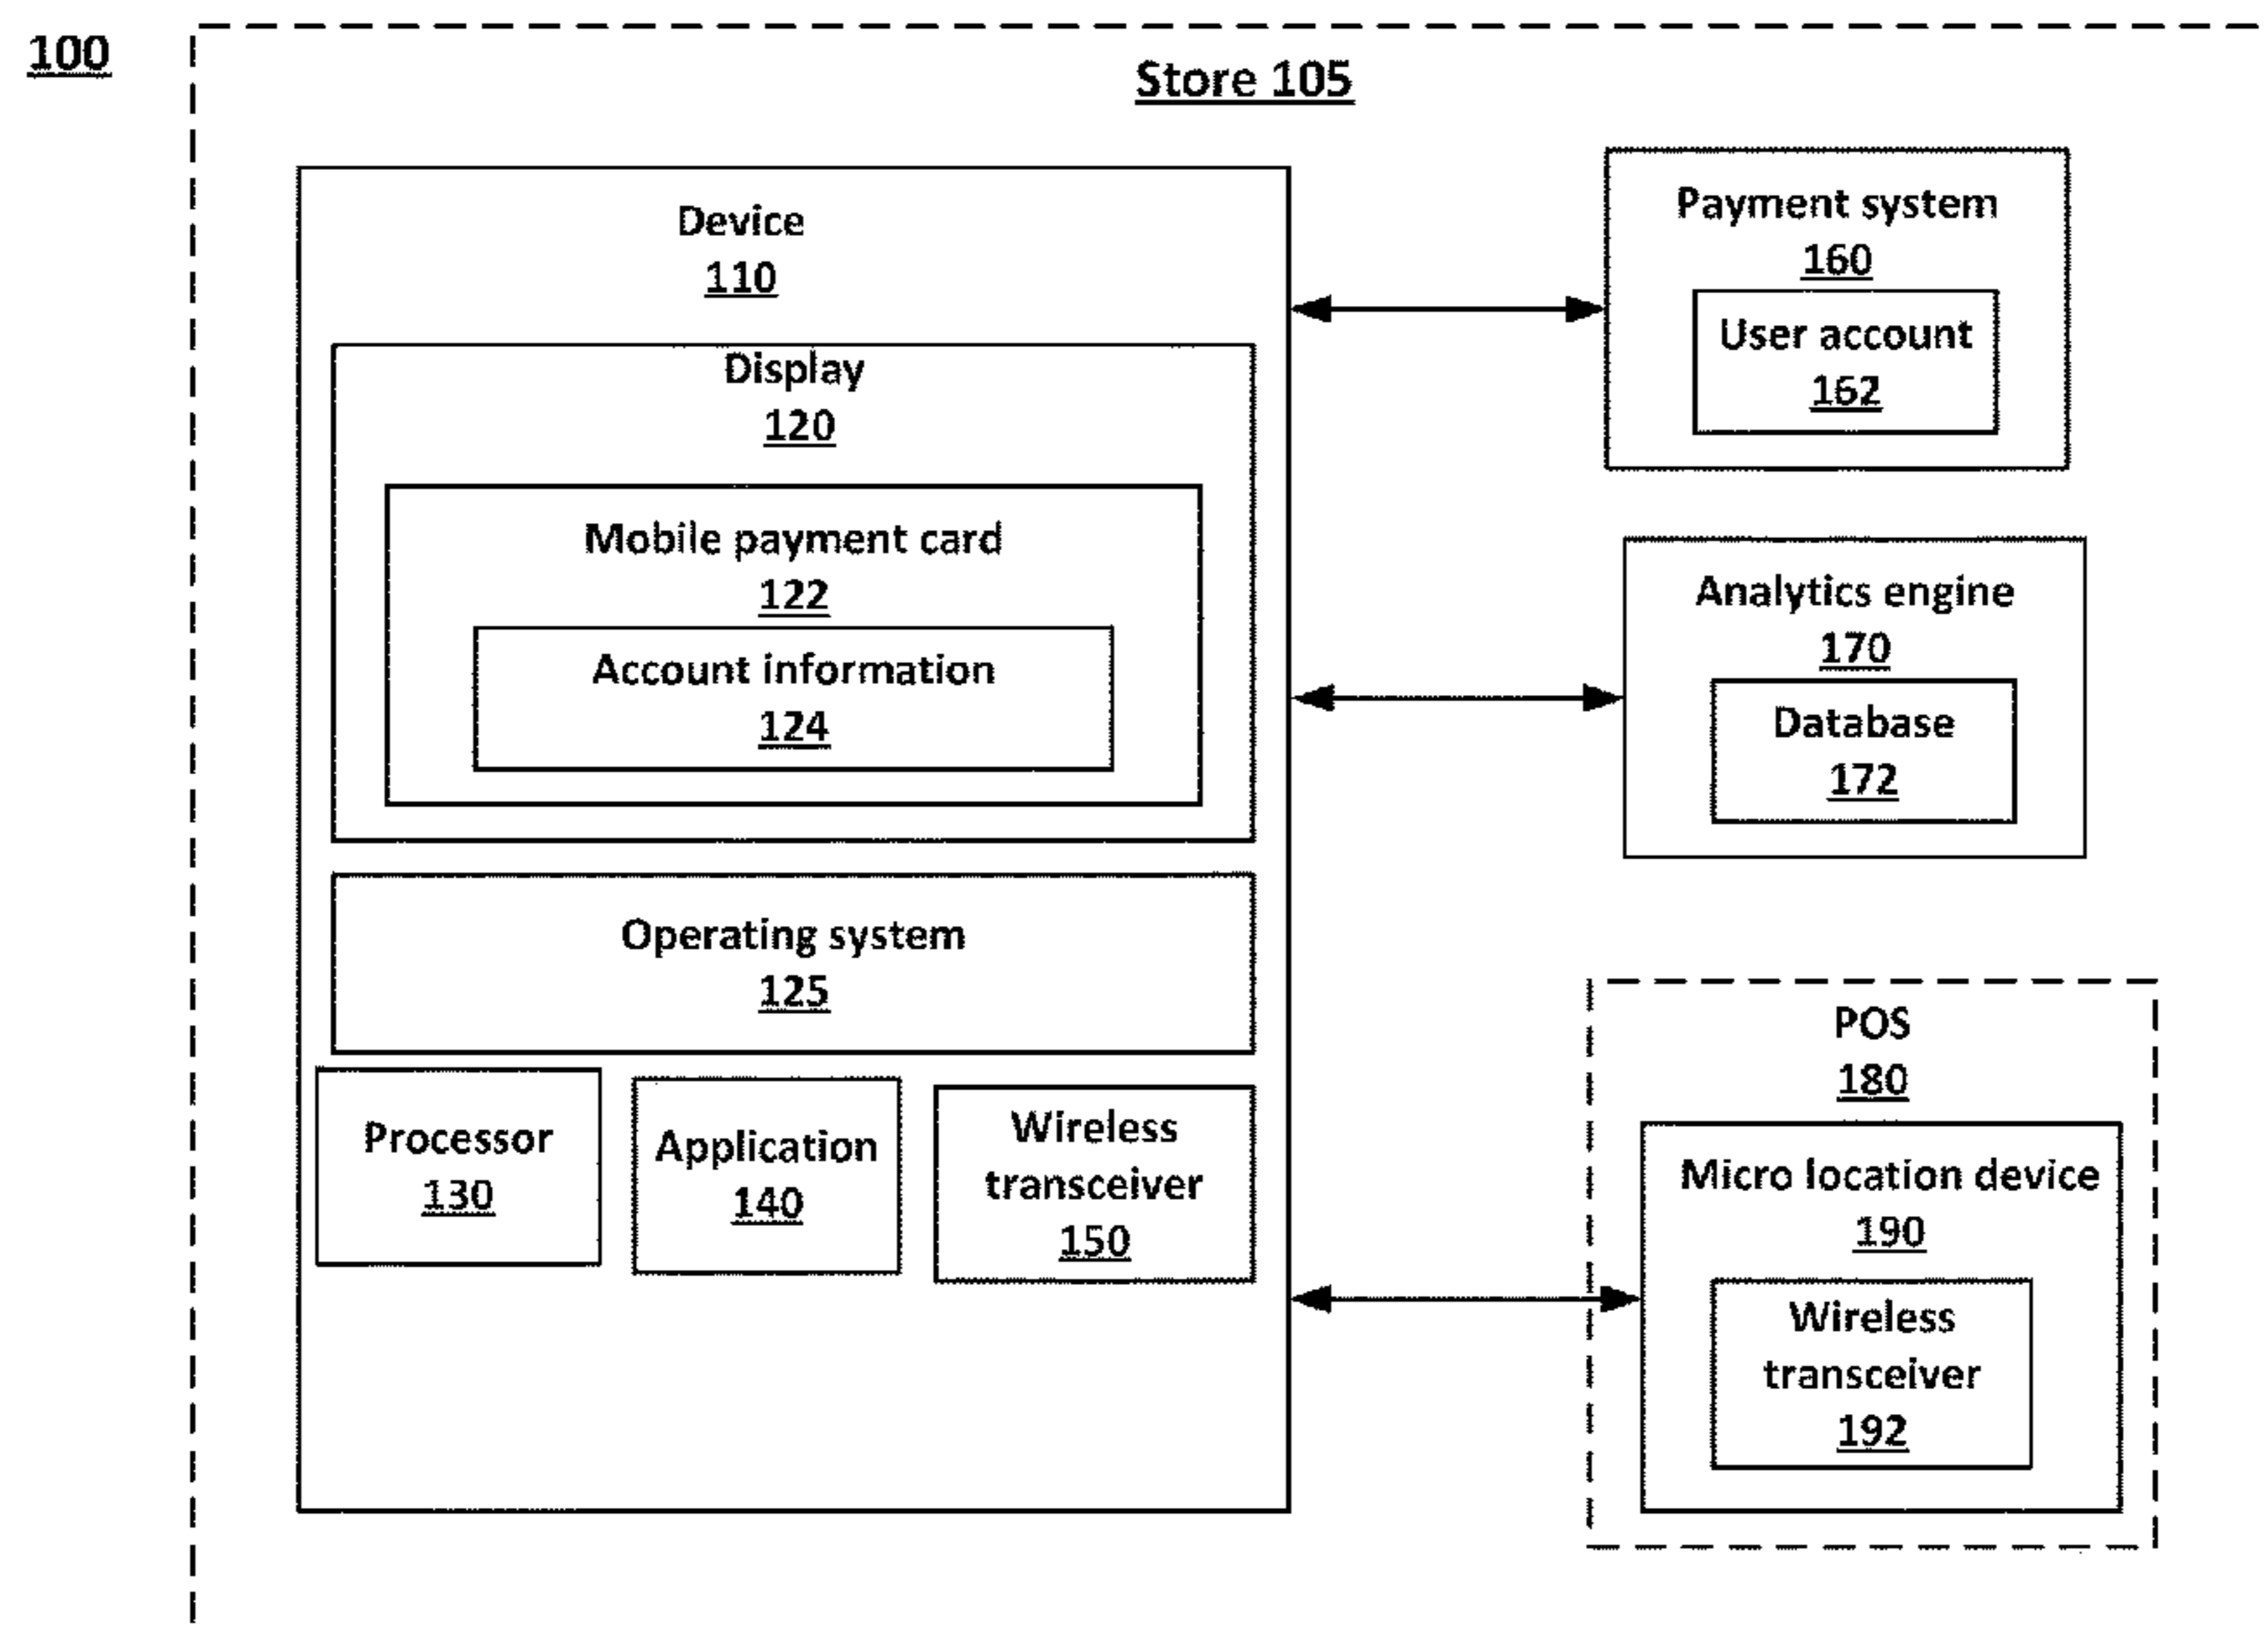 100
Store 105
Device
110
Display
120
Mobile payment card
122
Account information
124
Operating system
125
Processor
130
Application
140
Wireless
transceiver
150
Payment system
160
User account
162
Analytics engine
170
Database
172
POS
180
Micro location device
190
Wireless
transceiver
192